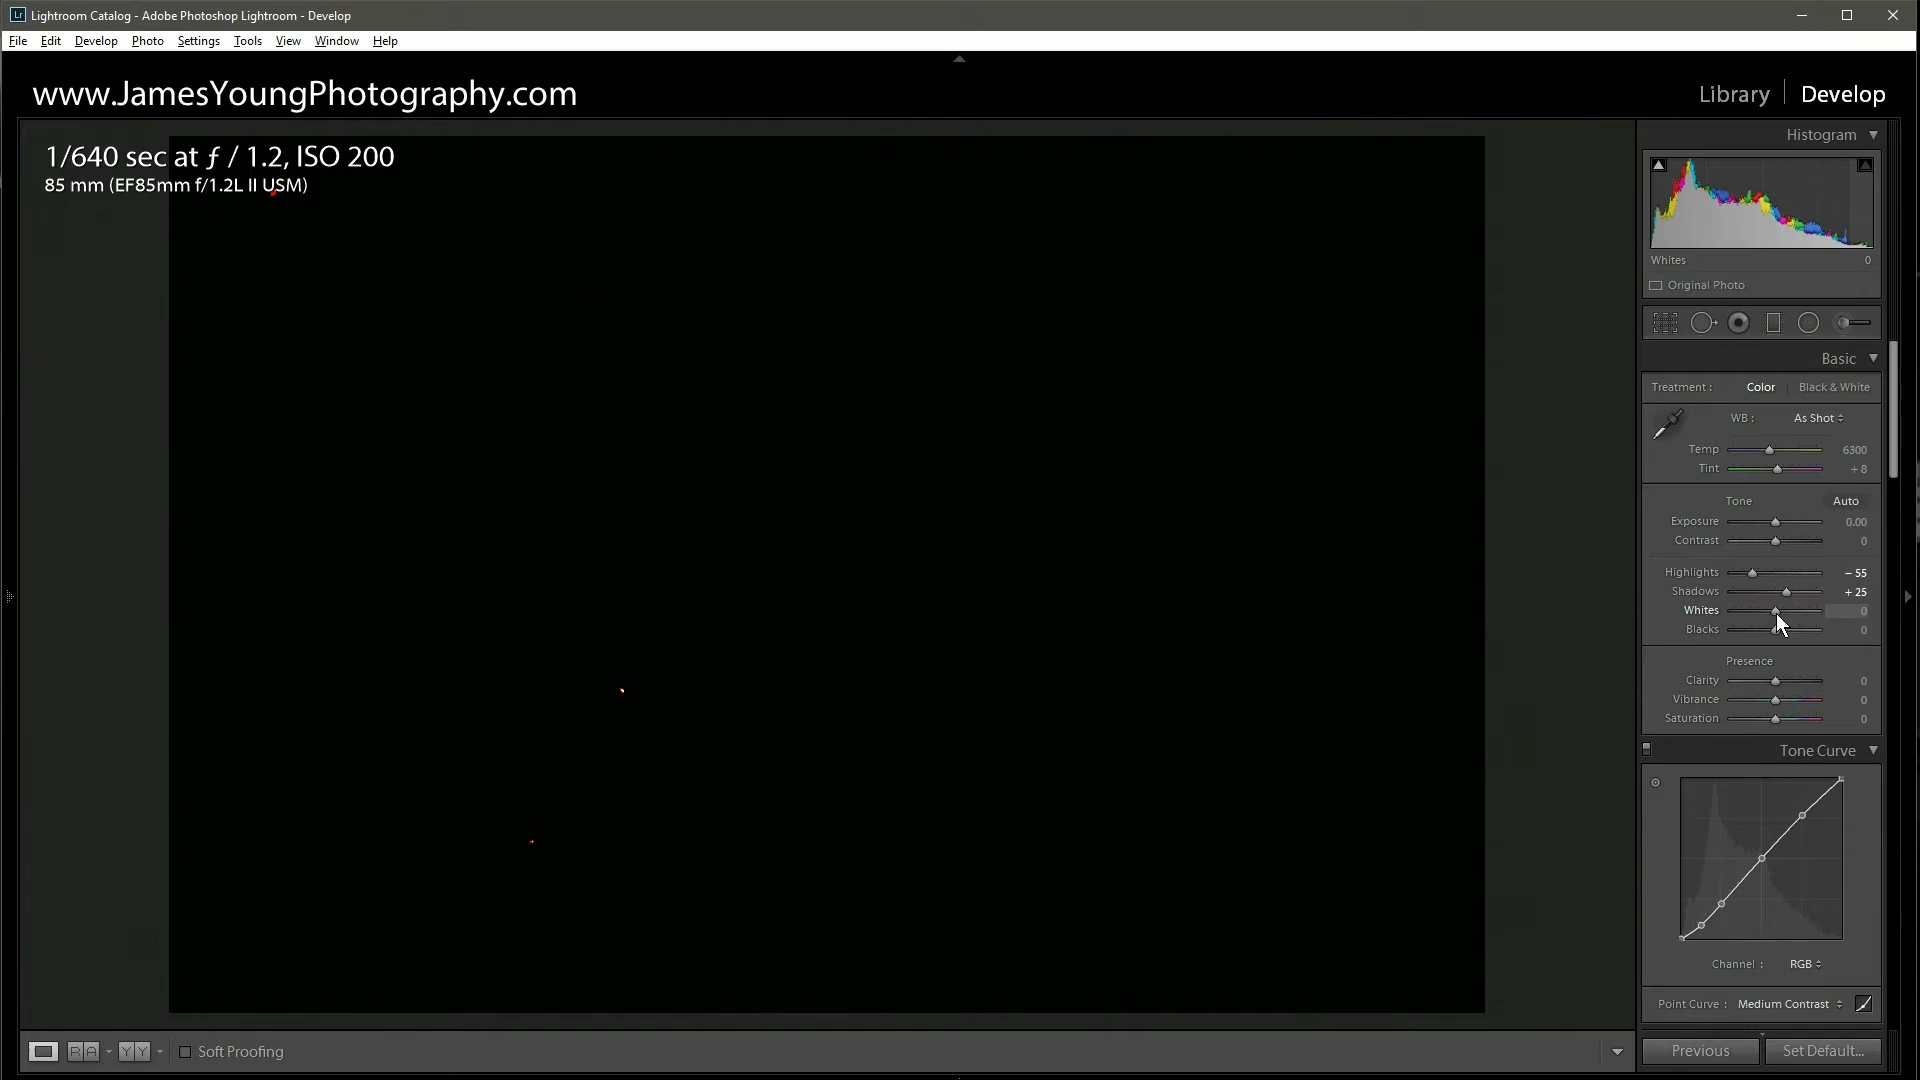 Lightroom Catalog - Adobe Photoshop Lightroom - Develop
File Edit Develop Photo Settings Tools View Window Help
www.JamesYoungPhotography.com
Library | Develop
1/640 sec at ƒ / 1.2, ISO 200
85 mm (EF85mm f/1.2L II USM)
Histogram
Whites 0
Original Photo
Basic
Treatment : Color Black & White
WB : As Shot
Temp 6300
Tint + 8
Tone Auto
Exposure 0.00
Contrast 0
Highlights – 55
Shadows + 25
Whites 0
Blacks 0
Presence
Clarity 0
Vibrance 0
Saturation 0
Tone Curve
Channel : RGB
Point Curve : Medium Contrast
R A Y Y Soft Proofing
Previous Set Default...